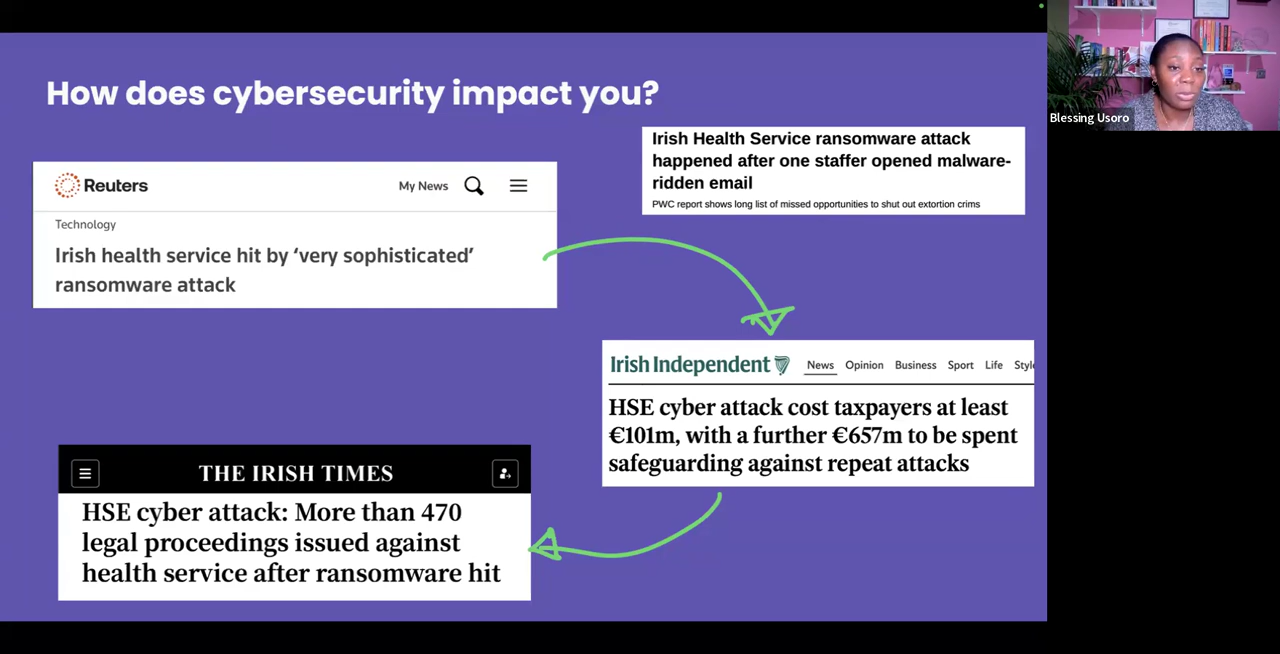 How does cybersecurity impact you?
Blessing Usoro
Irish Health Service ransomware attack
happened after one staffer opened malware-
ridden email
PWC report shows long list of missed opportunities to shut out extortion crims
Reuters
My News
Technology
Irish health service hit by ‘very sophisticated’
ransomware attack
Irish Independent
News Opinion Business Sport Life Style
HSE cyber attack cost taxpayers at least
€101m, with a further €657m to be spent
safeguarding against repeat attacks
THE IRISH TIMES
HSE cyber attack: More than 470
legal proceedings issued against
health service after ransomware hit